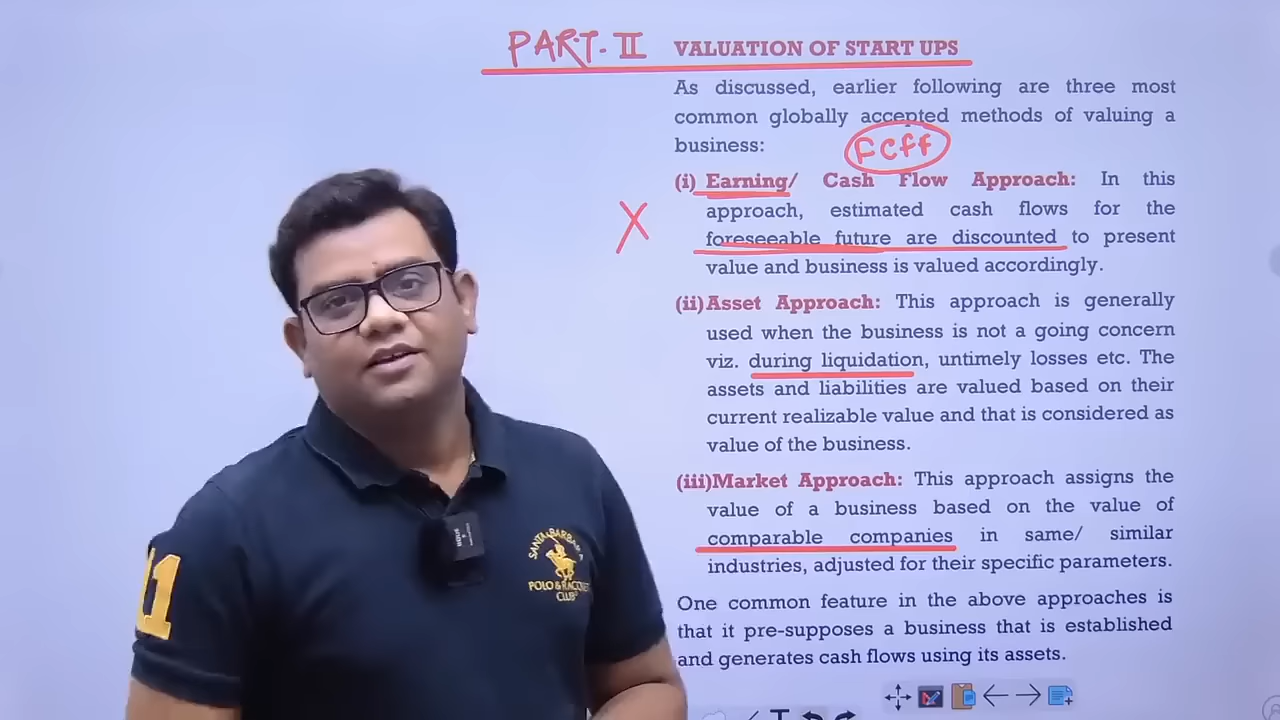 PART-II VALUATION OF START UPS
As discussed, earlier following are three most
common globally accepted methods of valuing a
business:
FCFF
(i) Earning/ Cash Flow Approach: In this
approach, estimated cash flows for the
X
foreseeable future are discounted to present
value and business is valued accordingly.
(ii) Asset Approach: This approach is generally
used when the business is not a going concern
viz. during liquidation, untimely losses etc. The
assets and liabilities are valued based on their
current realizable value and that is considered as
value of the business.
(iii) Market Approach: This approach assigns the
value of a business based on the value of
comparable companies in same/ similar
industries, adjusted for their specific parameters.
One common feature in the above approaches is
that it pre-supposes a business that is established
and generates cash flows using its assets.
SANTA BARBARA
POLO & RACQUET
CLUB
1